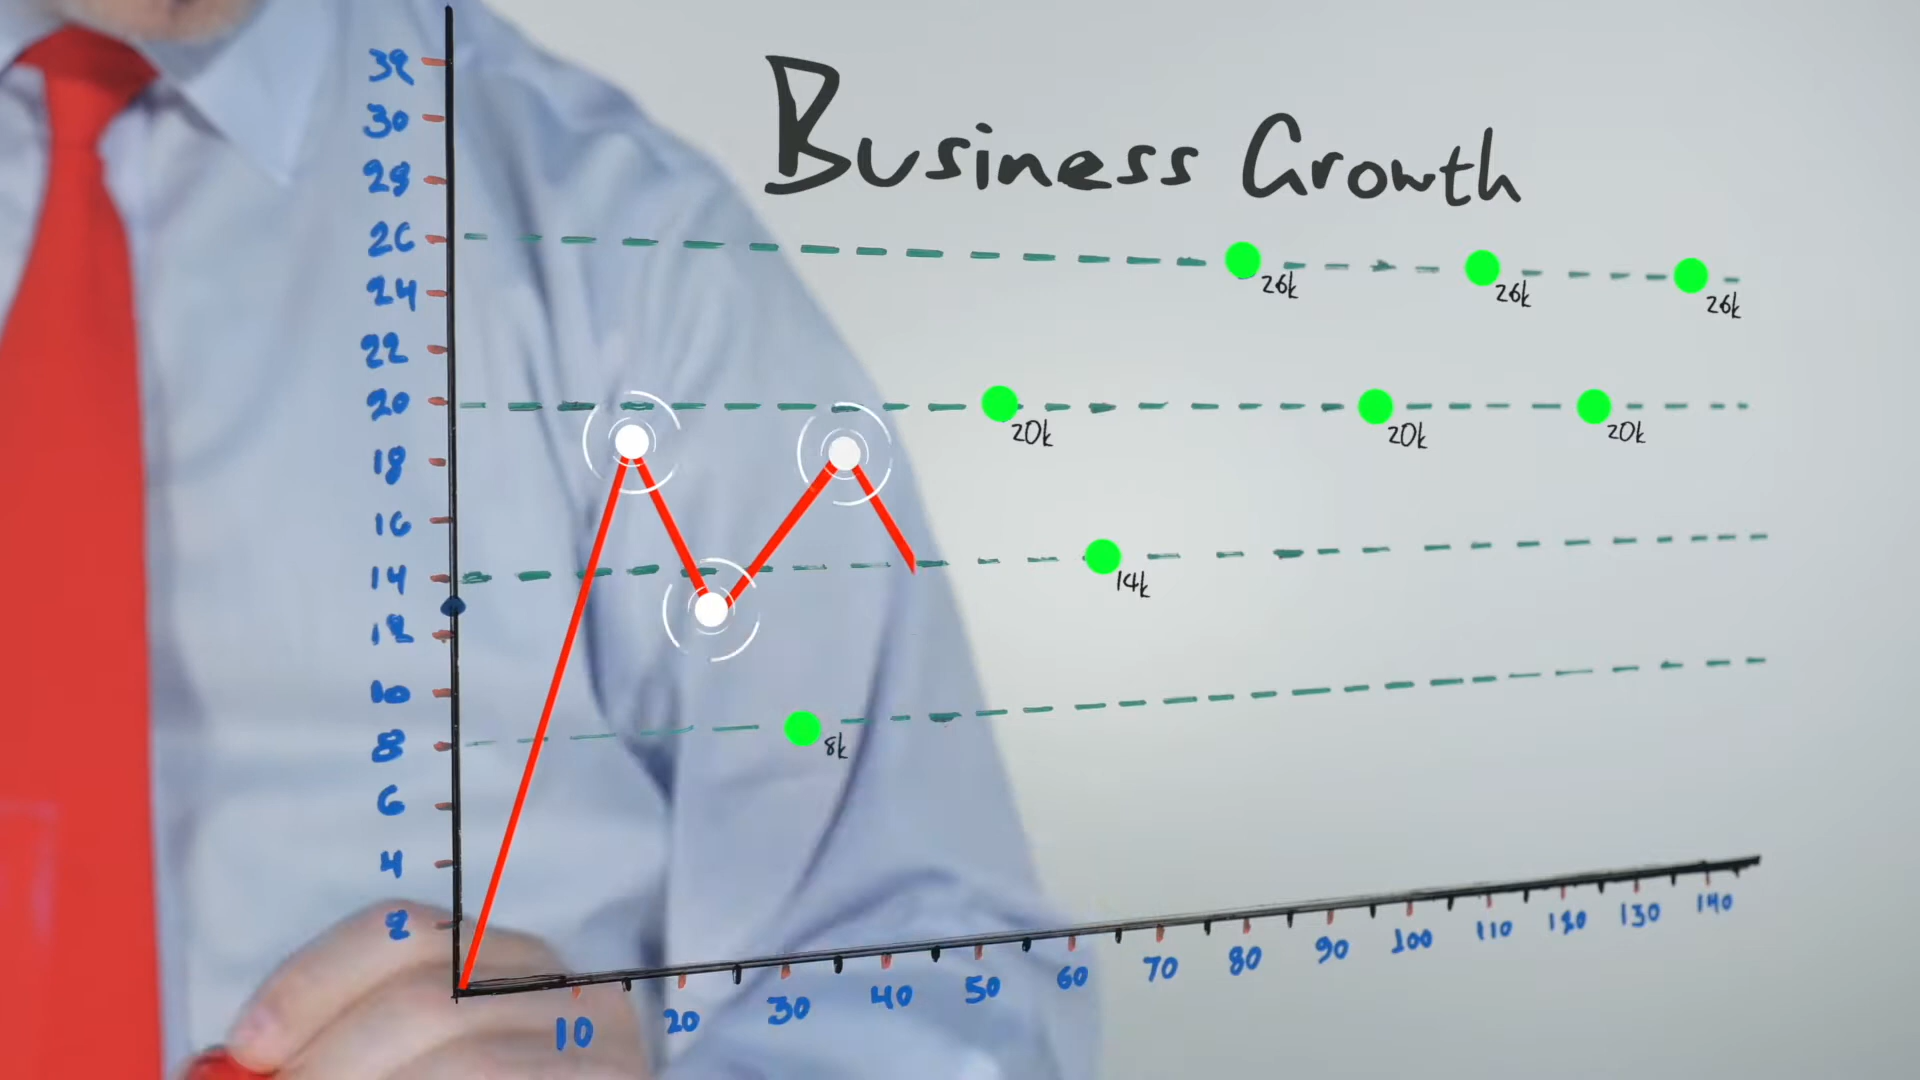 Business Growth
32
30
28
26
24
22
20
18
16
14
12
10
8
6
4
2
26k
26k
26k
20k
20k
20k
14k
8k
10 20 30 40 50 60 70 80 90 100 110 120 130 140